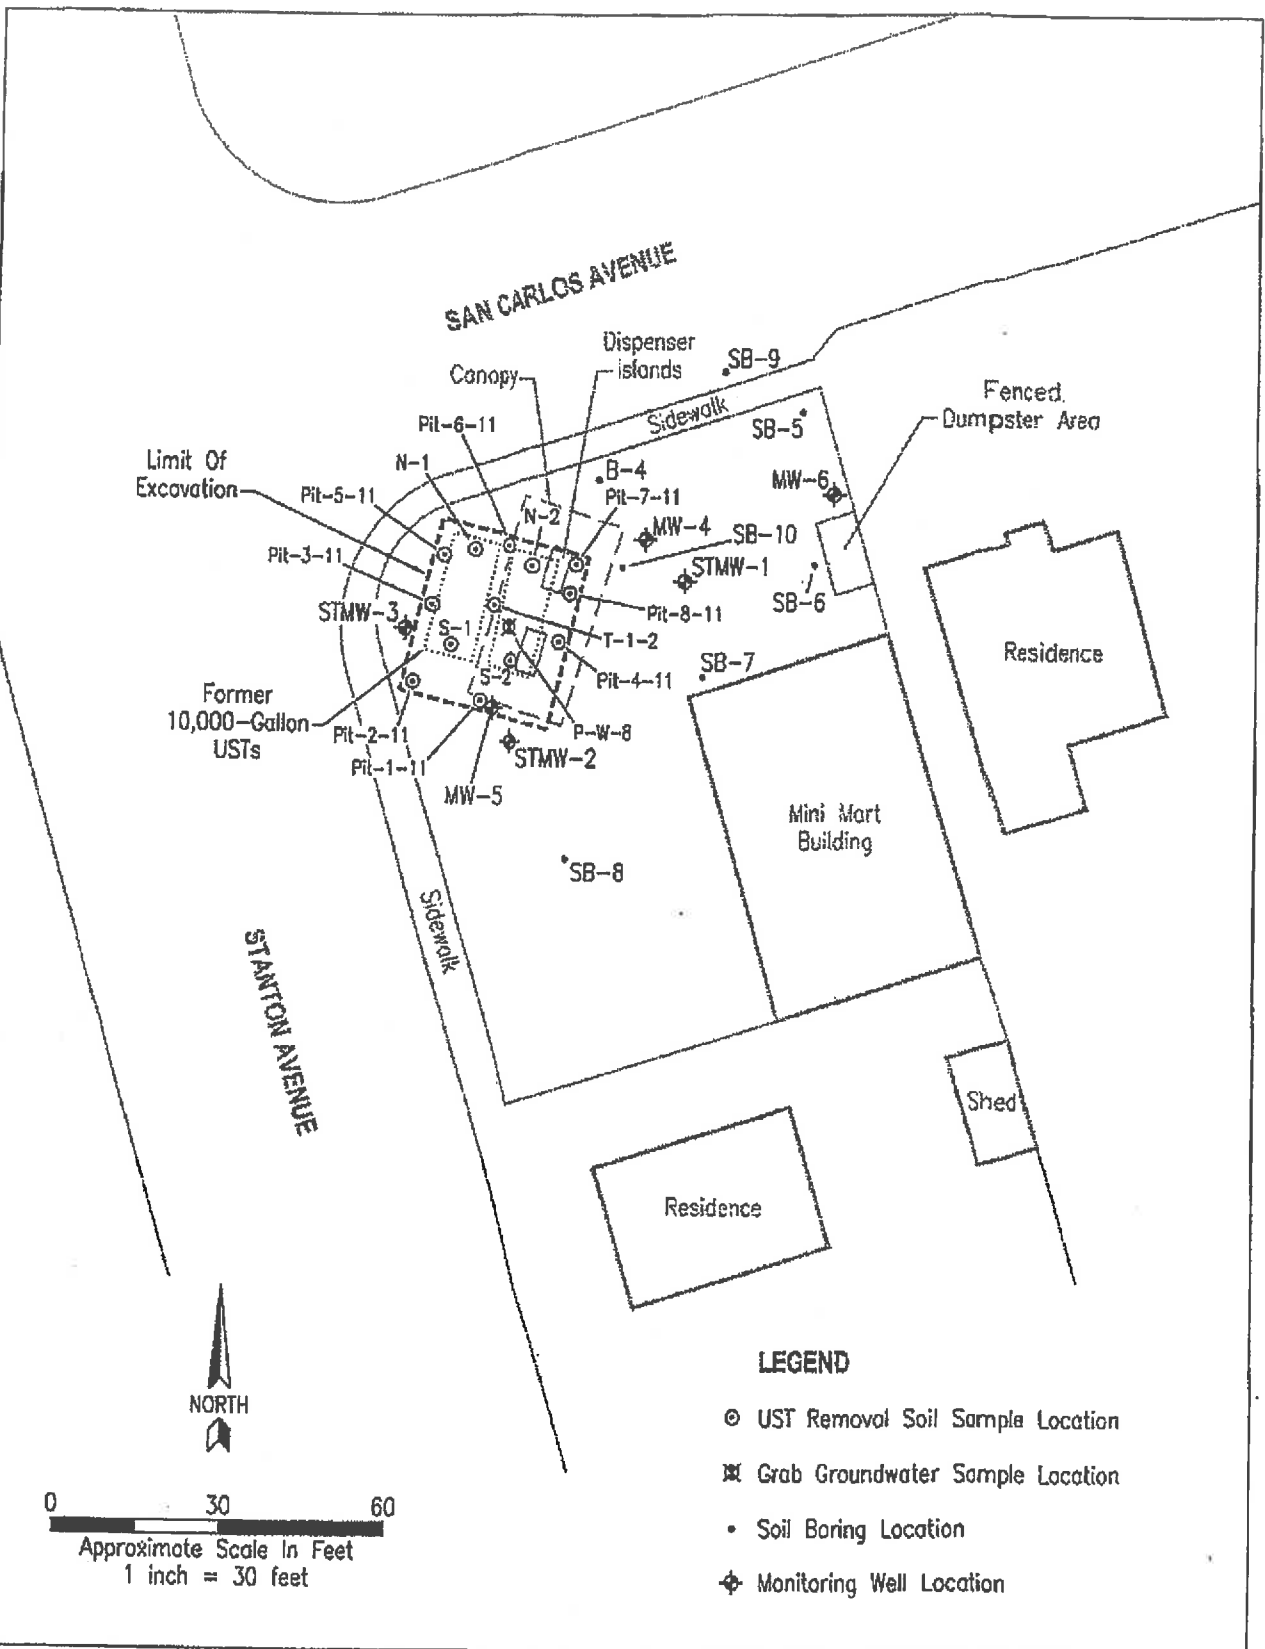 SAN CARLOS AVENUE
Dispenser
islands
Canopy
SB-9
Fenced
Dumpster Area
Sidewalk
SB-5
Pit-6-11
N-1
B-4
Limit Of
Excavation
Pit-5-11
Pit-7-11
MW-6
N-2
MW-4
SB-10
Pit-3-11
STMW-1
STMW-3
SB-6
Pit-8-11
S-1
T-1-2
Residence
SB-7
S-2
Pit-4-11
Former
10,000-Gallon
USTs
Pit-2-11
P-W-8
Pit-1-11
STMW-2
MW-5
Mini Mart
Building
SB-8
Sidewalk
STANTON AVENUE
Shed
Residence
NORTH
LEGEND
UST Removal Soil Sample Location
Grab Groundwater Sample Location
Soil Boring Location
Monitoring Well Location
0 30 60
Approximate Scale In Feet
1 inch = 30 feet